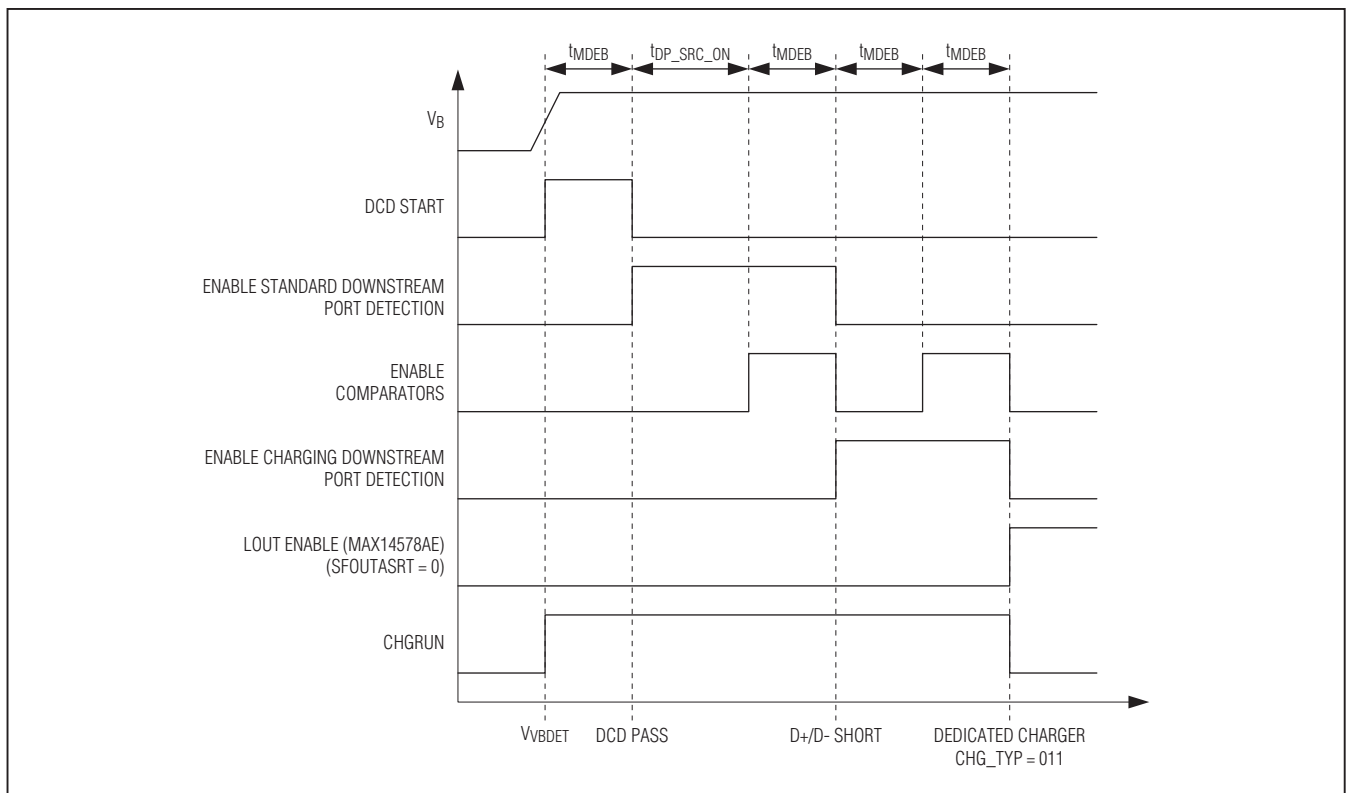 tMDEB tDP_SRC_ON tMDEB tMDEB tMDEB
VB
DCD START
ENABLE STANDARD DOWNSTREAM
PORT DETECTION
ENABLE
COMPARATORS
ENABLE CHARGING DOWNSTREAM
PORT DETECTION
LOUT ENABLE (MAX14578AE)
(SFOUTASRT = 0)
CHGRUN
VVBDET DCD PASS D+/D- SHORT DEDICATED CHARGER
CHG_TYP = 011